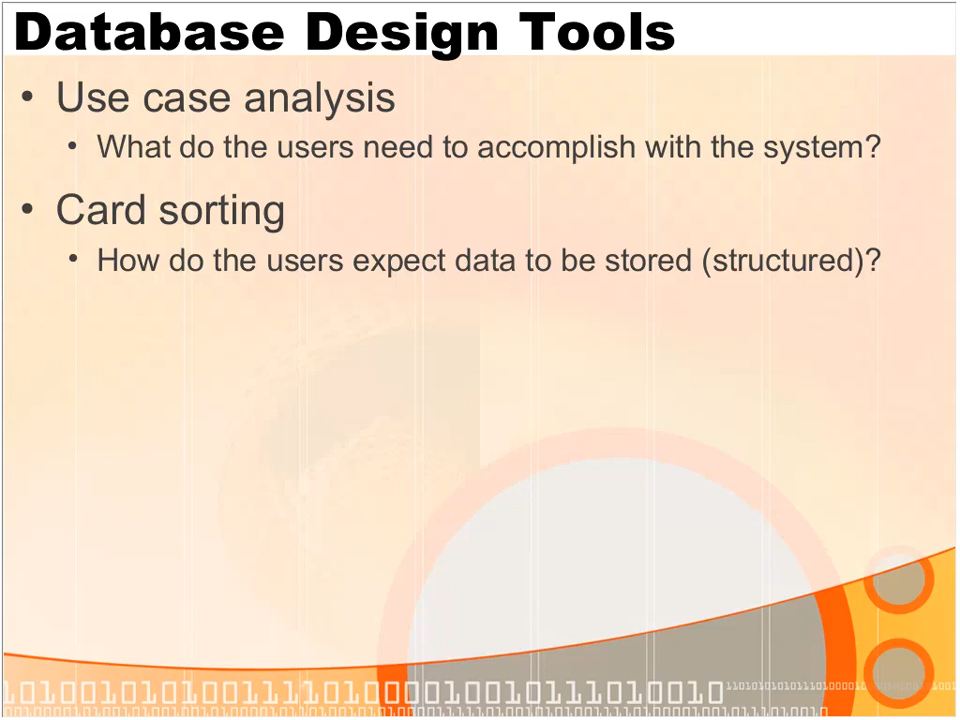 Database Design Tools
• Use case analysis
• What do the users need to accomplish with the system?
• Card sorting
• How do the users expect data to be stored (structured)?